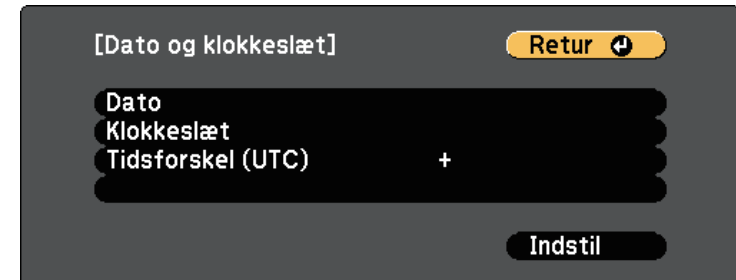 [Dato og klokkeslæt]
Retur
Dato
Klokkeslæt
Tidsforskel (UTC) +
Indstil